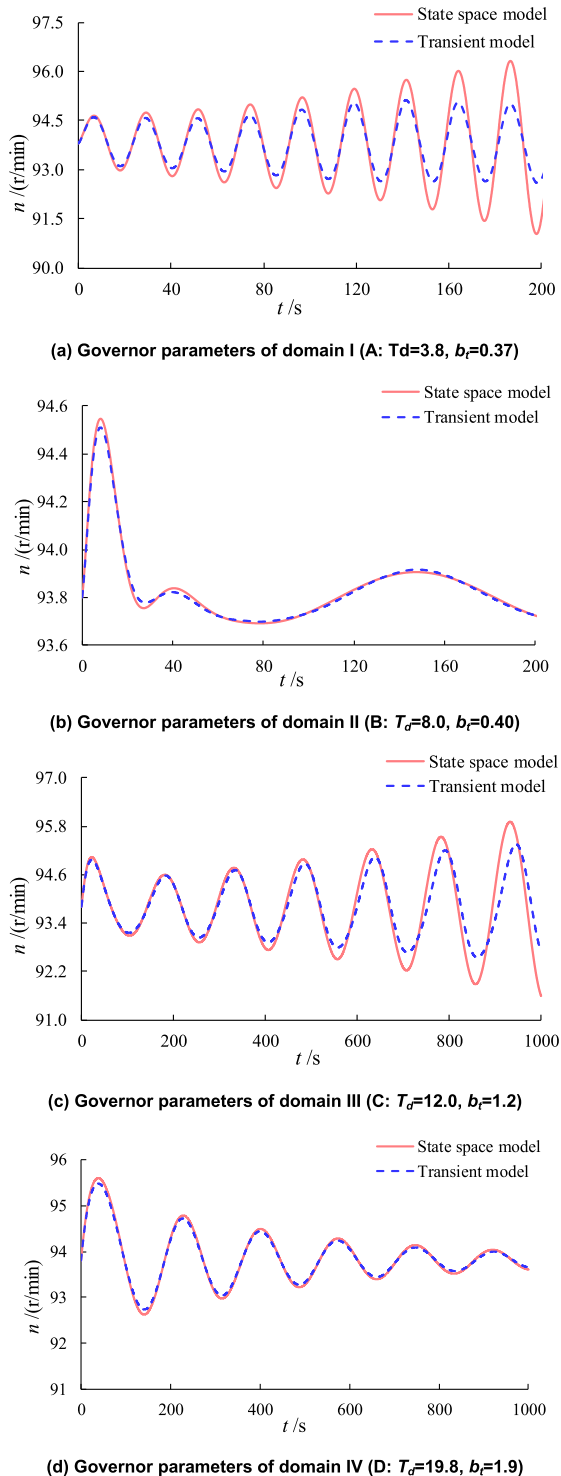 State space model
Transient model
97.5
96.0
94.5
93.0
91.5
90.0
n /(r/min)
0 40 80 120 160 200
t /s
(a) Governor parameters of domain I (A: Td=3.8, bt=0.37)
State space model
Transient model
94.6
94.4
94.2
94.0
93.8
93.6
n /(r/min)
0 40 80 120 160 200
t /s
(b) Governor parameters of domain II (B: Td=8.0, bt=0.40)
State space model
Transient model
97.0
95.8
94.6
93.4
92.2
91.0
n /(r/min)
0 200 400 600 800 1000
t /s
(c) Governor parameters of domain III (C: Td=12.0, bt=1.2)
State space model
Transient model
96
95
94
93
92
91
n /(r/min)
0 200 400 600 800 1000
t /s
(d) Governor parameters of domain IV (D: Td=19.8, bt=1.9)